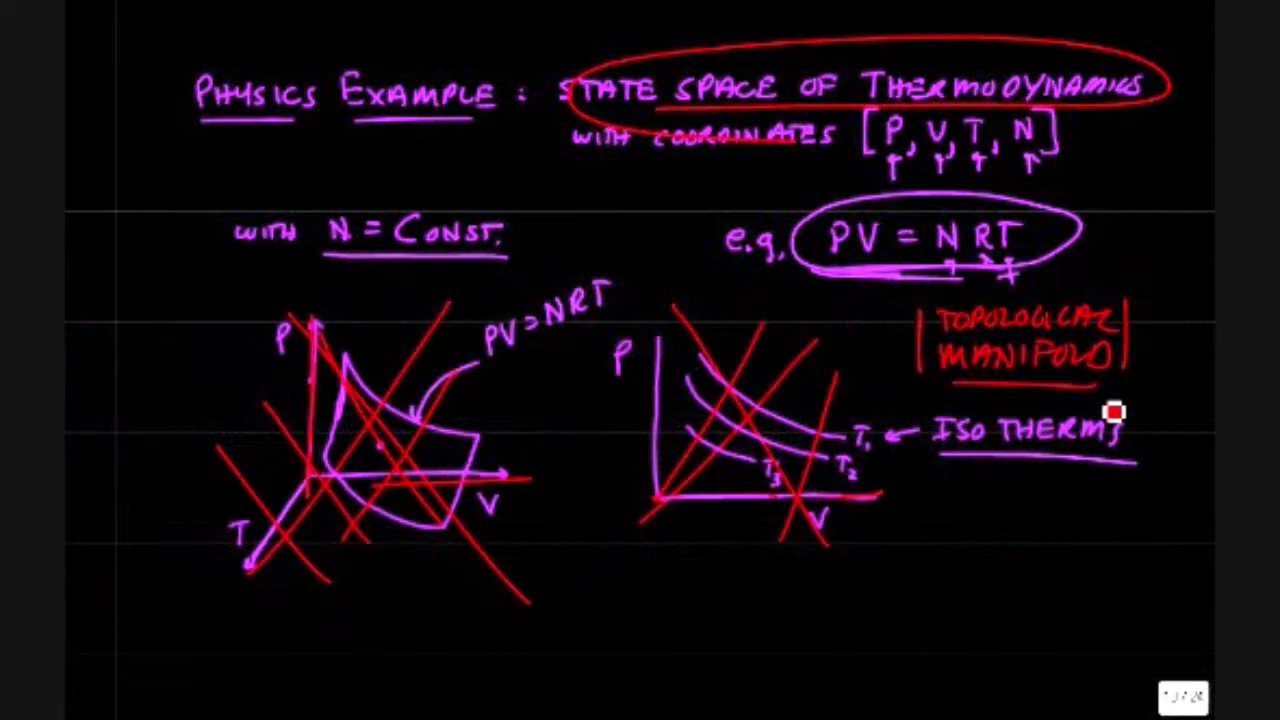 PHYSICS EXAMPLE : STATE SPACE OF THERMODYNAMICS
WITH COORDINATES [P, V, T, N]
WITH N = CONST.
e.g. PV = NRT
PV = NRT
P
V
T
P
T1
T2
T3
V
TOPOLOGICAL
MANIFOLD
ISOTHERMS